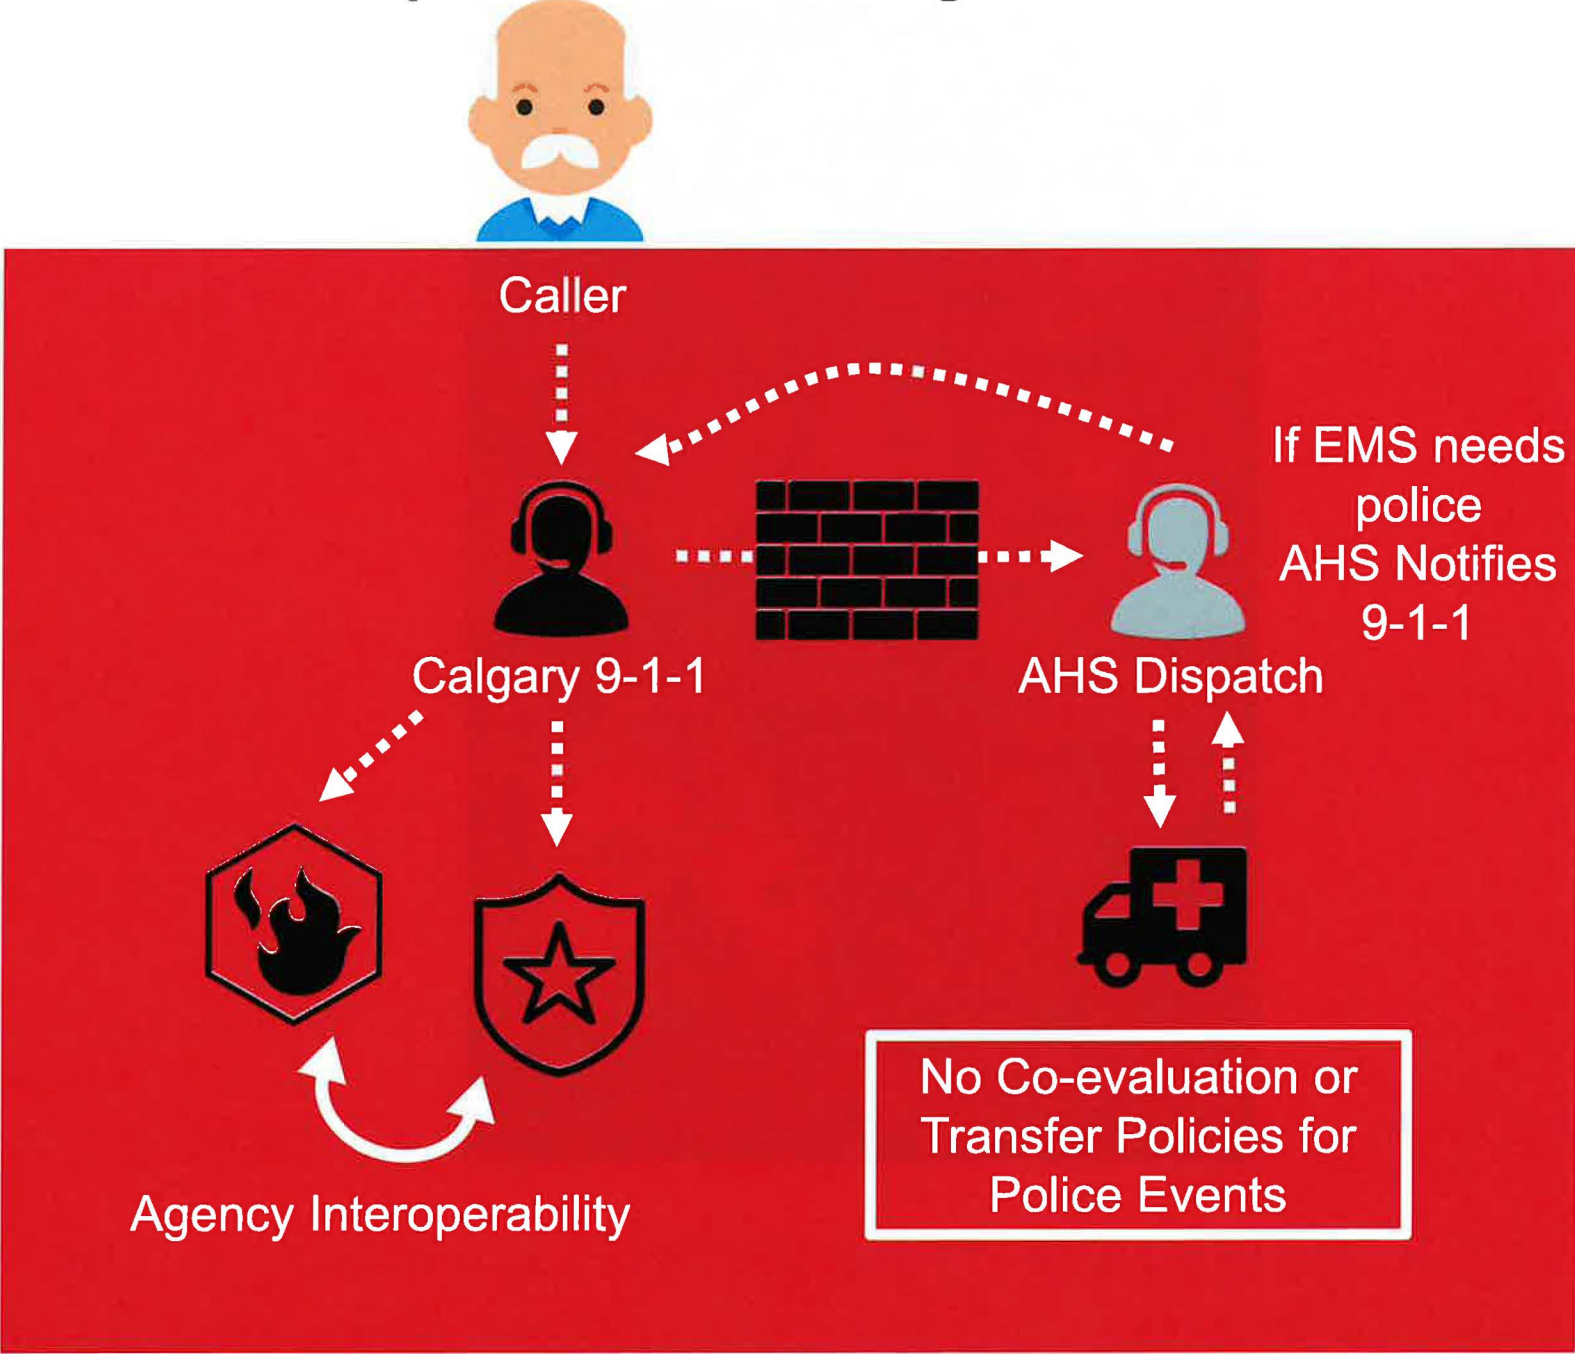 Caller
If EMS needs
police
AHS Notifies
9-1-1
Calgary 9-1-1
AHS Dispatch
No Co-evaluation or
Transfer Policies for
Police Events
Agency Interoperability